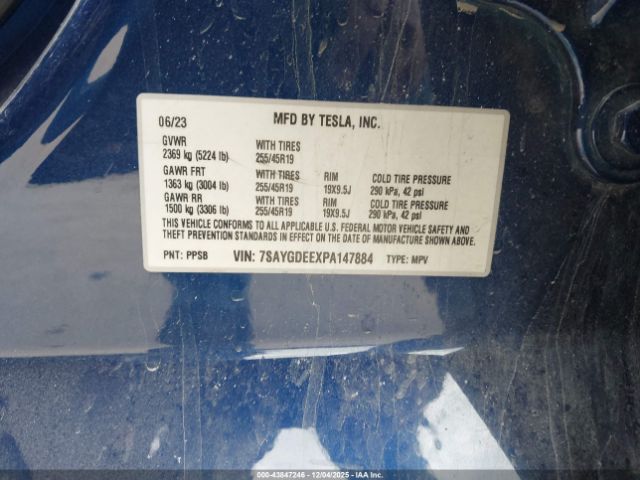 06/23 MFD BY TESLA, INC.
GVWR WITH TIRES
2369 kg (5224 lb) 255/45R19
GAWR FRT WITH TIRES RIM COLD TIRE PRESSURE
1363 kg (3004 lb) 255/45R19 19X9.5J 290 kPa, 42 psi
GAWR RR WITH TIRES RIM COLD TIRE PRESSURE
1500 kg (3306 lb) 255/45R19 19X9.5J 290 kPa, 42 psi
THIS VEHICLE CONFORMS TO ALL APPLICABLE U.S. FEDERAL MOTOR VEHICLE SAFETY AND
THEFT PREVENTION STANDARDS IN EFFECT ON THE DATE OF MANUFACTURE SHOWN ABOVE.
PNT: PPSB VIN: 7SAYGDEEXPA147884 TYPE: MPV
000-43847246 - 12/04/2025 - IAA Inc.